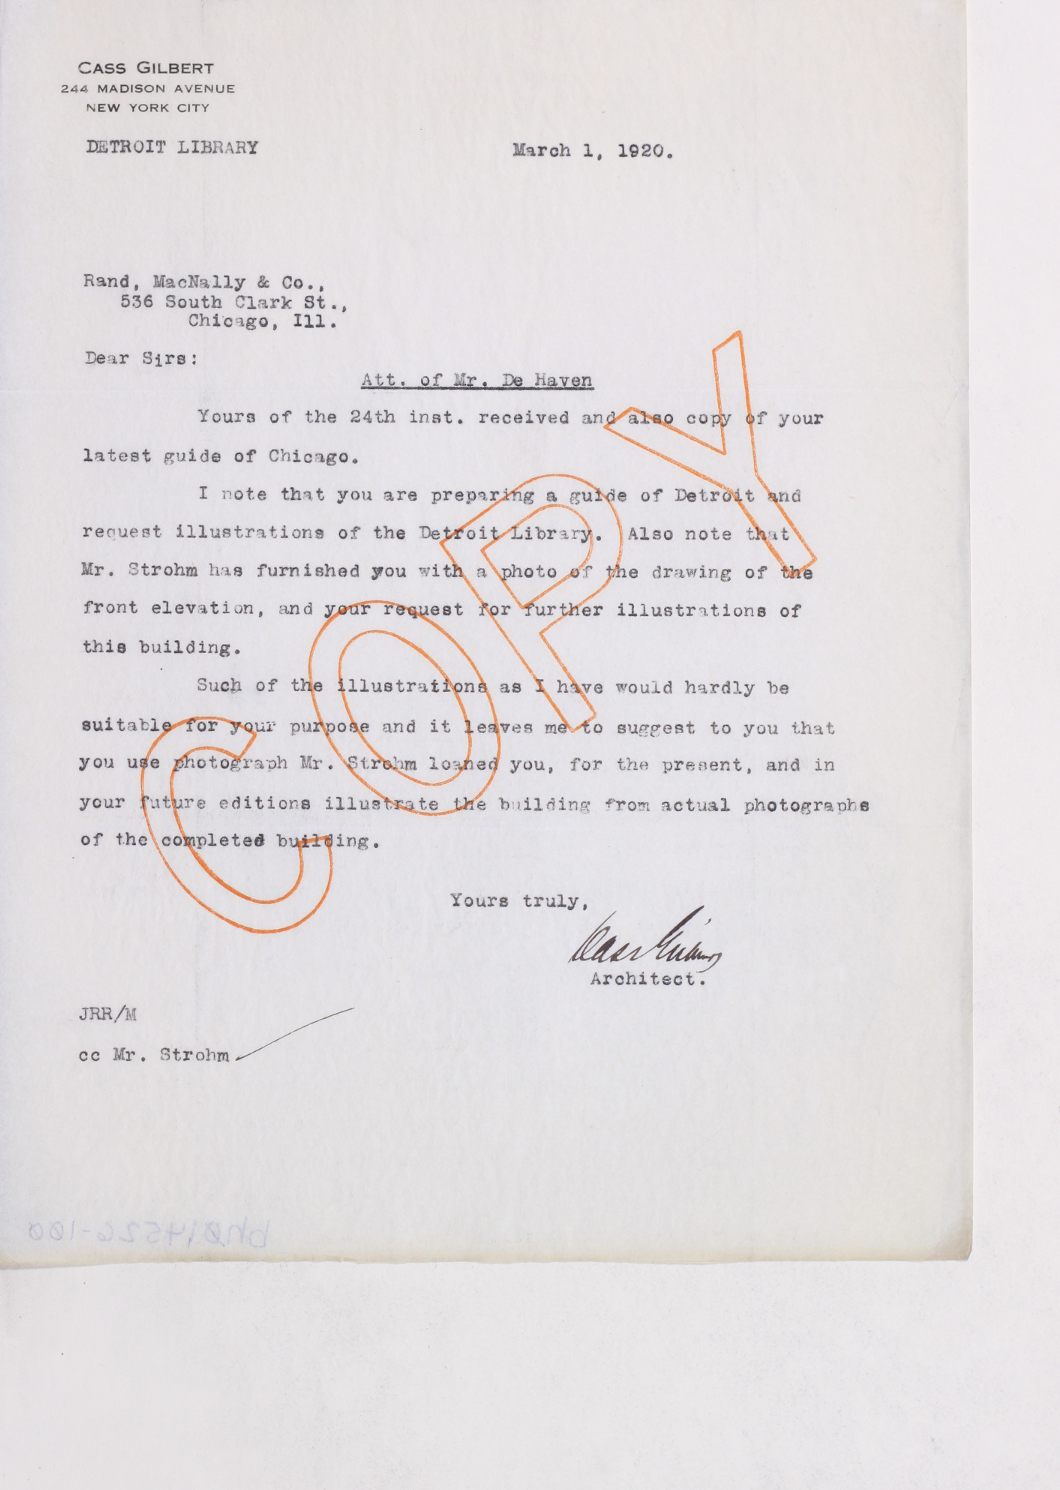 CASS GILBERT
244 MADISON AVENUE
NEW YORK CITY
DETROIT LIBRARY
March 1, 1920.
Rand, MacNally & Co.,
536 South Clark St.,
Chicago, Ill.
Dear Sirs:
Att. of Mr. De Haven
Yours of the 24th inst. received and also copy of your
latest guide of Chicago.
I note that you are preparing a guide of Detroit and
request illustrations of the Detroit Library. Also note that
Mr. Strohm has furnished you with a photo of the drawing of the
front elevation, and your request for further illustrations of
this building.
Such of the illustrations as I have would hardly be
suitable for your purpose and it leaves me to suggest to you that
you use photograph Mr. Strohm loaned you, for the present, and in
your future editions illustrate the building from actual photographs
of the completed building.
COPY
Yours truly,
Cass Gilbert
Architect.
JRR/M
cc Mr. Strohm